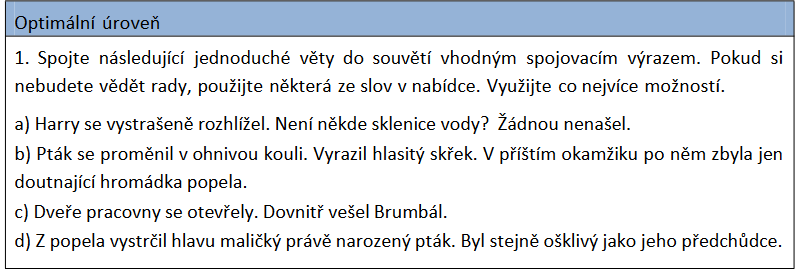 Optimální úroveň
1. Spojte následující jednoduché věty do souvětí vhodným spojovacím výrazem. Pokud si
nebudete vědět rady, použijte některá ze slov v nabídce. Využijte co nejvíce možností.
a) Harry se vystrašeně rozhlížel. Není někde sklenice vody? Žádnou nenašel.
b) Pták se proměnil v ohnivou kouli. Vyrazil hlasitý skřek. V příštím okamžiku po něm zbyla jen
doutnající hromádka popela.
c) Dveře pracovny se otevřely. Dovnitř vešel Brumbál.
d) Z popela vystrčil hlavu maličký právě narozený pták. Byl stejně ošklivý jako jeho předchůdce.